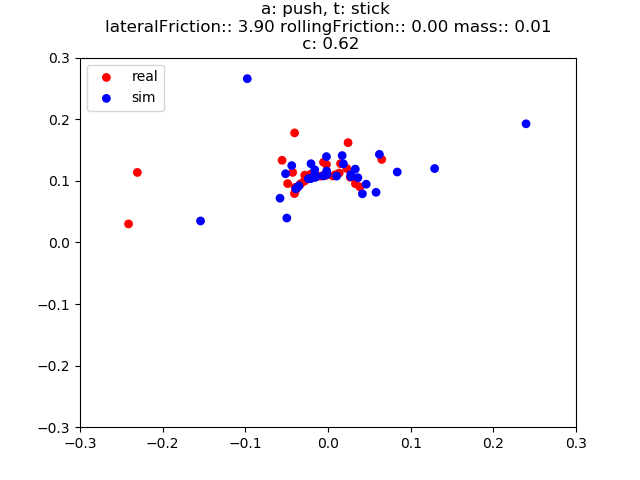 a: push, t: stick
lateralFriction:: 3.90 rollingFriction:: 0.00 mass:: 0.01
c: 0.62
real
sim
0.3
0.2
0.1
0.0
−0.1
−0.2
−0.3
−0.3
−0.2
−0.1
0.0
0.1
0.2
0.3